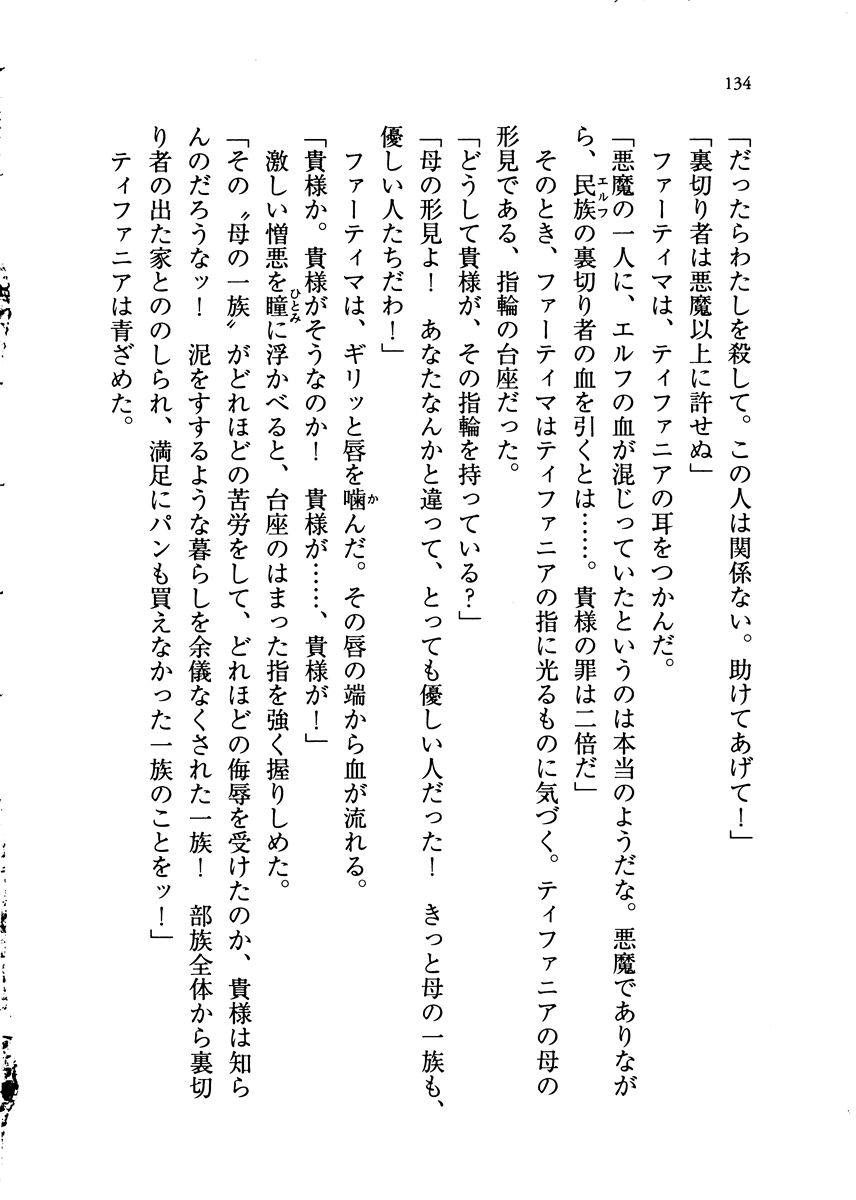 134
「だったらわたしを殺して。この人は関係ない。助けてあげて！」
「裏切り者は悪魔以上に許せぬ」
　ファーティマは、ティファニアの耳をつかんだ。
「悪魔の一人に、エルフの血が混じっていたというのは本当のようだな。悪魔でありなが
ら、民族エルフの裏切り者の血を引くとは……。貴様の罪は二倍だ」
　そのとき、ファーティマはティファニアの指に光るものに気づく。ティファニアの母の
形見である、指輪の台座だった。
「どうして貴様が、その指輪を持っている？」
「母の形見よ！　あなたなんかと違って、とっても優しい人だった！　きっと母の一族も、
優しい人たちだわ！」
　ファーティマは、ギリッと唇を噛かんだ。その唇の端から血が流れる。
「貴様か。貴様がそうなのか！　貴様が……、貴様が！」
　激しい憎悪を瞳ひとみに浮かべると、台座のはまった指を強く握りしめた。
「その〝母の一族〟がどれほどの苦労をして、どれほどの侮辱を受けたのか、貴様は知ら
んのだろうなッ！　泥をすするような暮らしを余儀なくされた一族！　部族全体から裏切
り者の出た家とののしられ、満足にパンも買えなかった一族のことをッ！」
　ティファニアは青ざめた。